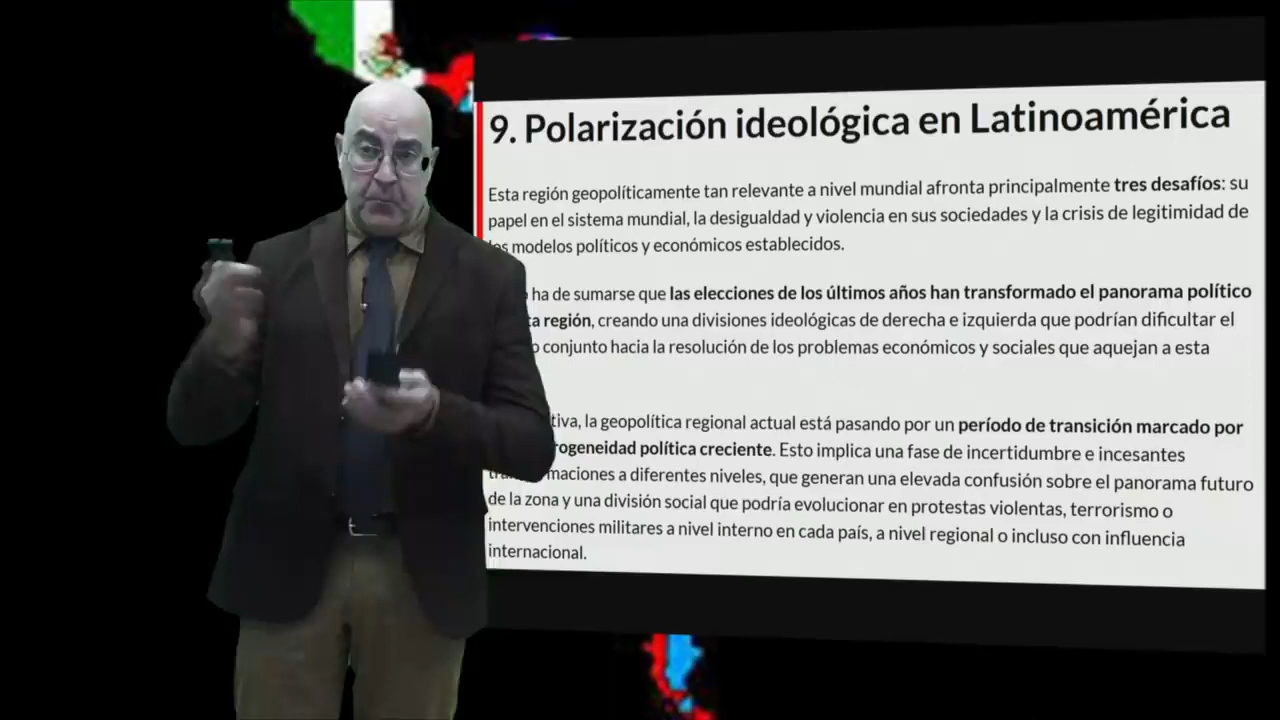 9. Polarización ideológica en Latinoamérica
Esta región geopolíticamente tan relevante a nivel mundial afronta principalmente tres desafíos: su
papel en el sistema mundial, la desigualdad y violencia en sus sociedades y la crisis de legitimidad de
modelos políticos y económicos establecidos.
ha de sumarse que las elecciones de los últimos años han transformado el panorama político
región, creando una divisiones ideológicas de derecha e izquierda que podrían dificultar el
conjunto hacia la resolución de los problemas económicos y sociales que aquejan a esta
la geopolítica regional actual está pasando por un período de transición marcado por
política creciente. Esto implica una fase de incertidumbre e incesantes
a diferentes niveles, que generan una elevada confusión sobre el panorama futuro
de la zona y una división social que podría evolucionar en protestas violentas, terrorismo o
intervenciones militares a nivel interno en cada país, a nivel regional o incluso con influencia
internacional.